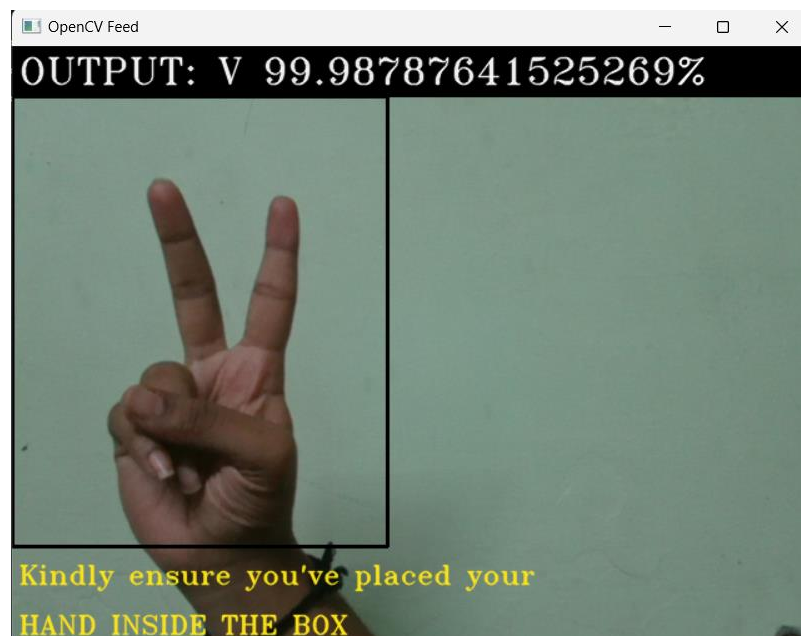 OpenCV Feed
OUTPUT: V 99.98787641525269%
Kindly ensure you've placed your
HAND INSIDE THE BOX